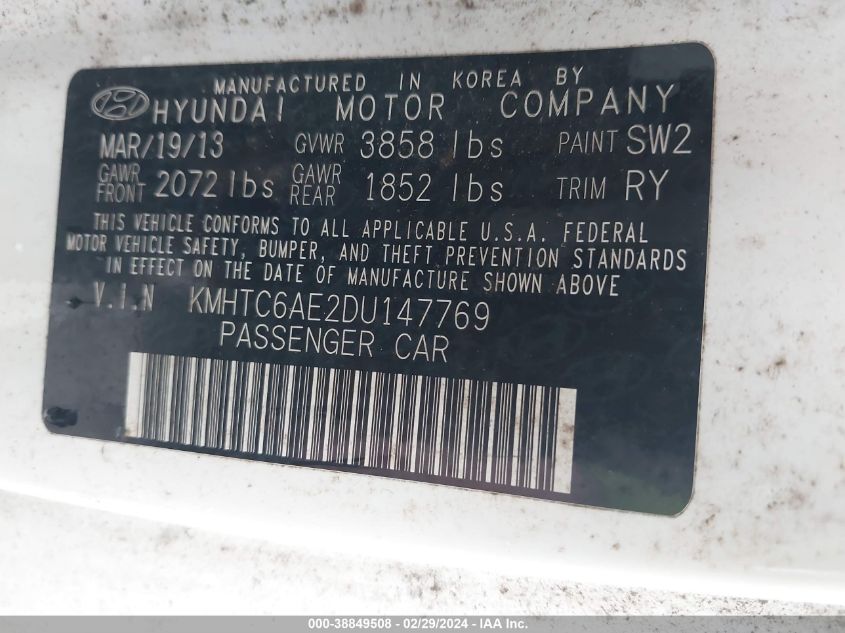 MANUFACTURED IN KOREA BY
HYUNDAI MOTOR COMPANY
MAR/19/13 GVWR 3858 lbs PAINT SW2
GAWR FRONT 2072 lbs GAWR REAR 1852 lbs TRIM RY
THIS VEHICLE CONFORMS TO ALL APPLICABLE U.S.A. FEDERAL
MOTOR VEHICLE SAFETY, BUMPER, AND THEFT PREVENTION STANDARDS
IN EFFECT ON THE DATE OF MANUFACTURE SHOWN ABOVE
V.I.N KMHTC6AE2DU147769
PASSENGER CAR
000-38849508 - 02/29/2024 - IAA Inc.